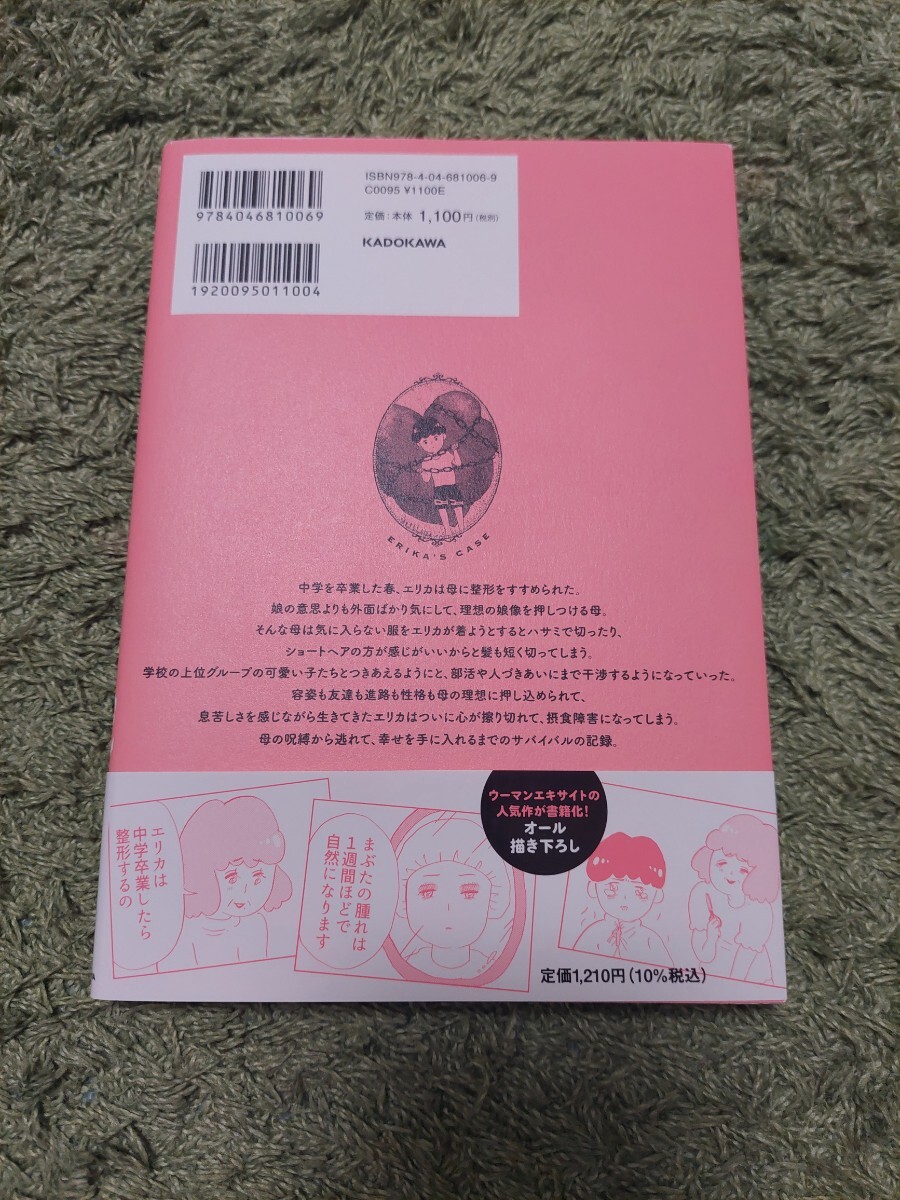 ISBN978-4-04-681006-9
C0095 ¥1100E
9784046810069
定価：本体 1,100円（税別）
KADOKAWA
1920095011004
ERIKA'S CASE
中学を卒業した春、エリカは母に整形をすすめられた。
娘の意思よりも外面ばかり気にして、理想の娘像を押しつける母。
そんな母は気に入らない服をエリカが着ようとするとハサミで切ったり、
ショートヘアの方が感じがいいからと髪も短く切ってしまう。
学校の上位グループの可愛い子たちとつきあえるようにと、部活や人づきあいにまで干渉するようになっていった。
容姿も友達も進路も性格も母の理想に押し込められて、
息苦しさを感じながら生きてきたエリカはついに心が擦り切れて、摂食障害になってしまう。
母の呪縛から逃れて、幸せを手に入れるまでのサバイバルの記録。
ウーマンエキサイトの
人気作が書籍化！
オール
描き下ろし
エリカは
中学卒業したら
整形するの
まぶたの腫れは
1週間ほどで
自然になります
定価1,210円（10%税込）